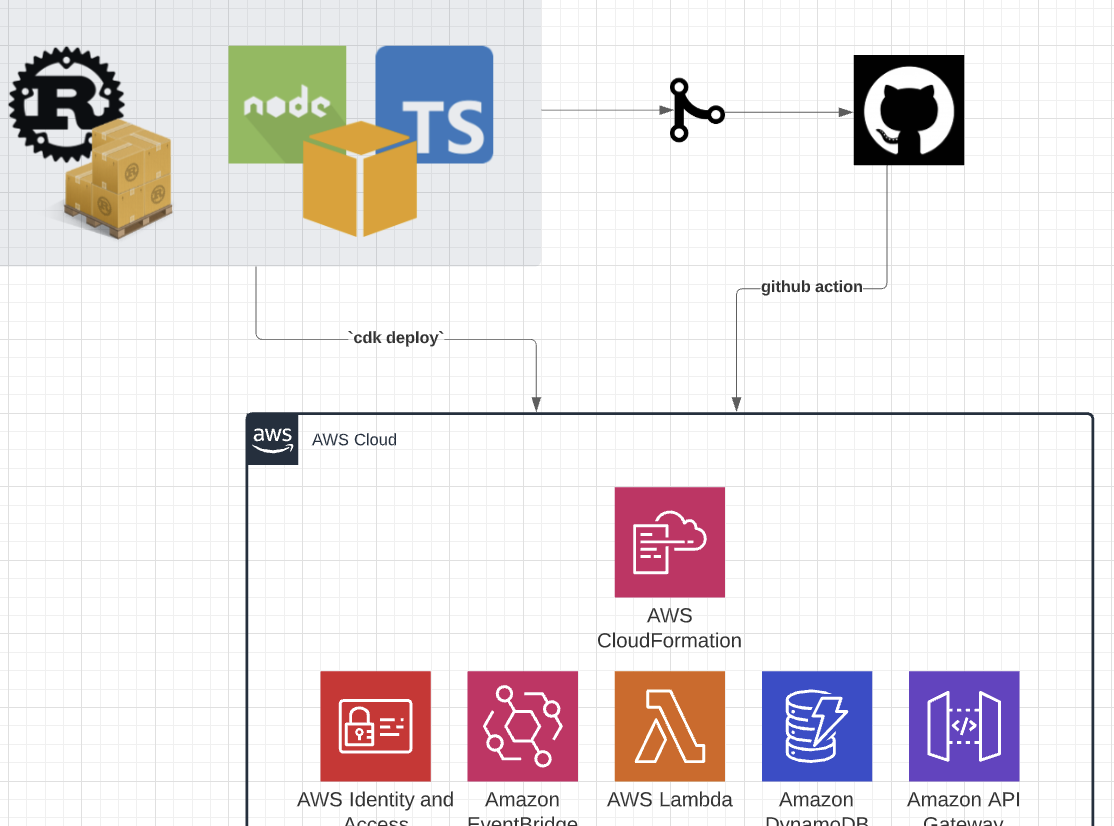 R
node
TS
github action
`cdk deploy`
aws
AWS Cloud
AWS
CloudFormation
</>
AWS Identity and
Access
Amazon
EventBridge
AWS Lambda
Amazon
DynamoDB
Amazon API
Gateway